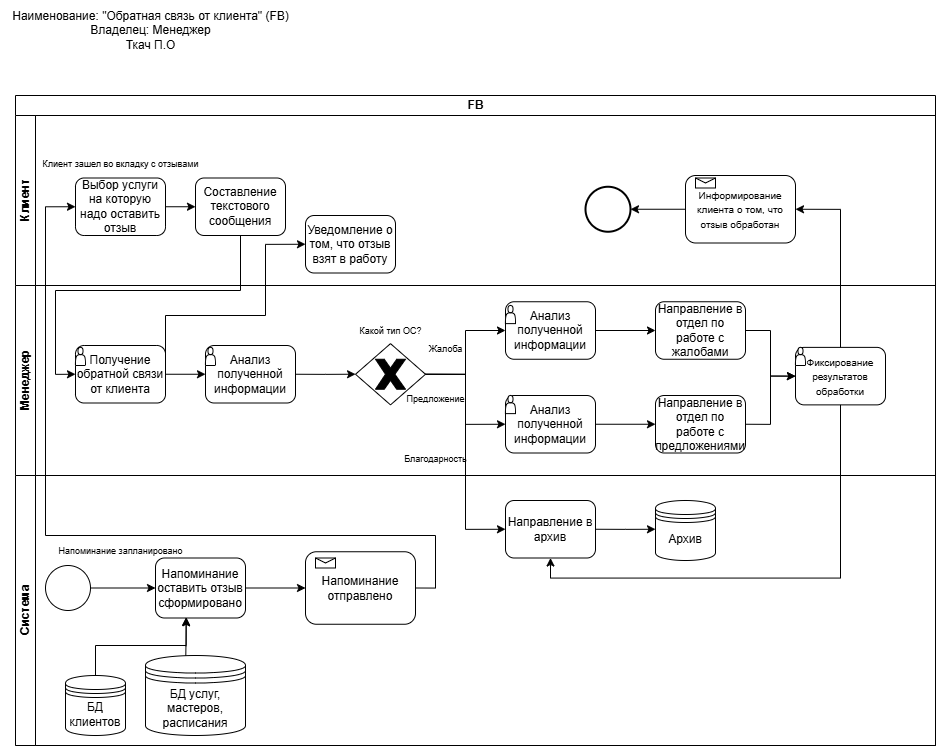 Наименование: "Обратная связь от клиента" (FB)
Владелец: Менеджер
Ткач П.О
FB
Клиент
Клиент зашел во вкладку с отзывами
Выбор услуги
на которую
надо оставить
отзыв
Составление
текстового
сообщения
Уведомление о
том, что отзыв
взят в работу
Информирование
клиента о том, что
отзыв обработан
Менеджер
Получение
обратной связи
от клиента
Анализ
полученной
информации
Какой тип ОС?
Жалоба
Предложение
Благодарность
Анализ
полученной
информации
Направление в
отдел по
работе с
жалобами
Анализ
полученной
информации
Направление в
отдел по
работе с
предложениями
Фиксирование
результатов
обработки
Система
Направление в
архив
Архив
Напоминание запланировано
Напоминание
оставить отзыв
сформировано
Напоминание
отправлено
БД
клиентов
БД услуг,
мастеров,
расписания